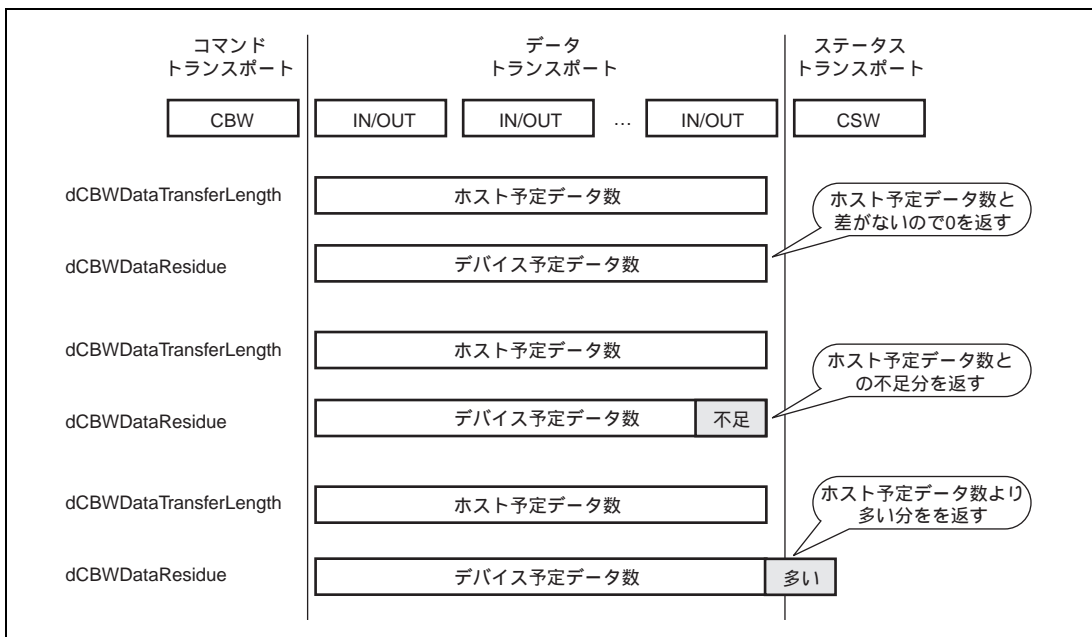 コマンド
トランスポート
データ
トランスポート
ステータス
トランスポート
CBW
IN/OUT
IN/OUT
…
IN/OUT
CSW
dCBWDataTransferLength
ホスト予定データ数
ホスト予定データ数と
差がないので0を返す
dCBWDataResidue
デバイス予定データ数
dCBWDataTransferLength
ホスト予定データ数
ホスト予定データ数と
の不足分を返す
dCBWDataResidue
デバイス予定データ数
不足
dCBWDataTransferLength
ホスト予定データ数
ホスト予定データ数より
多い分をを返す
dCBWDataResidue
デバイス予定データ数
多い